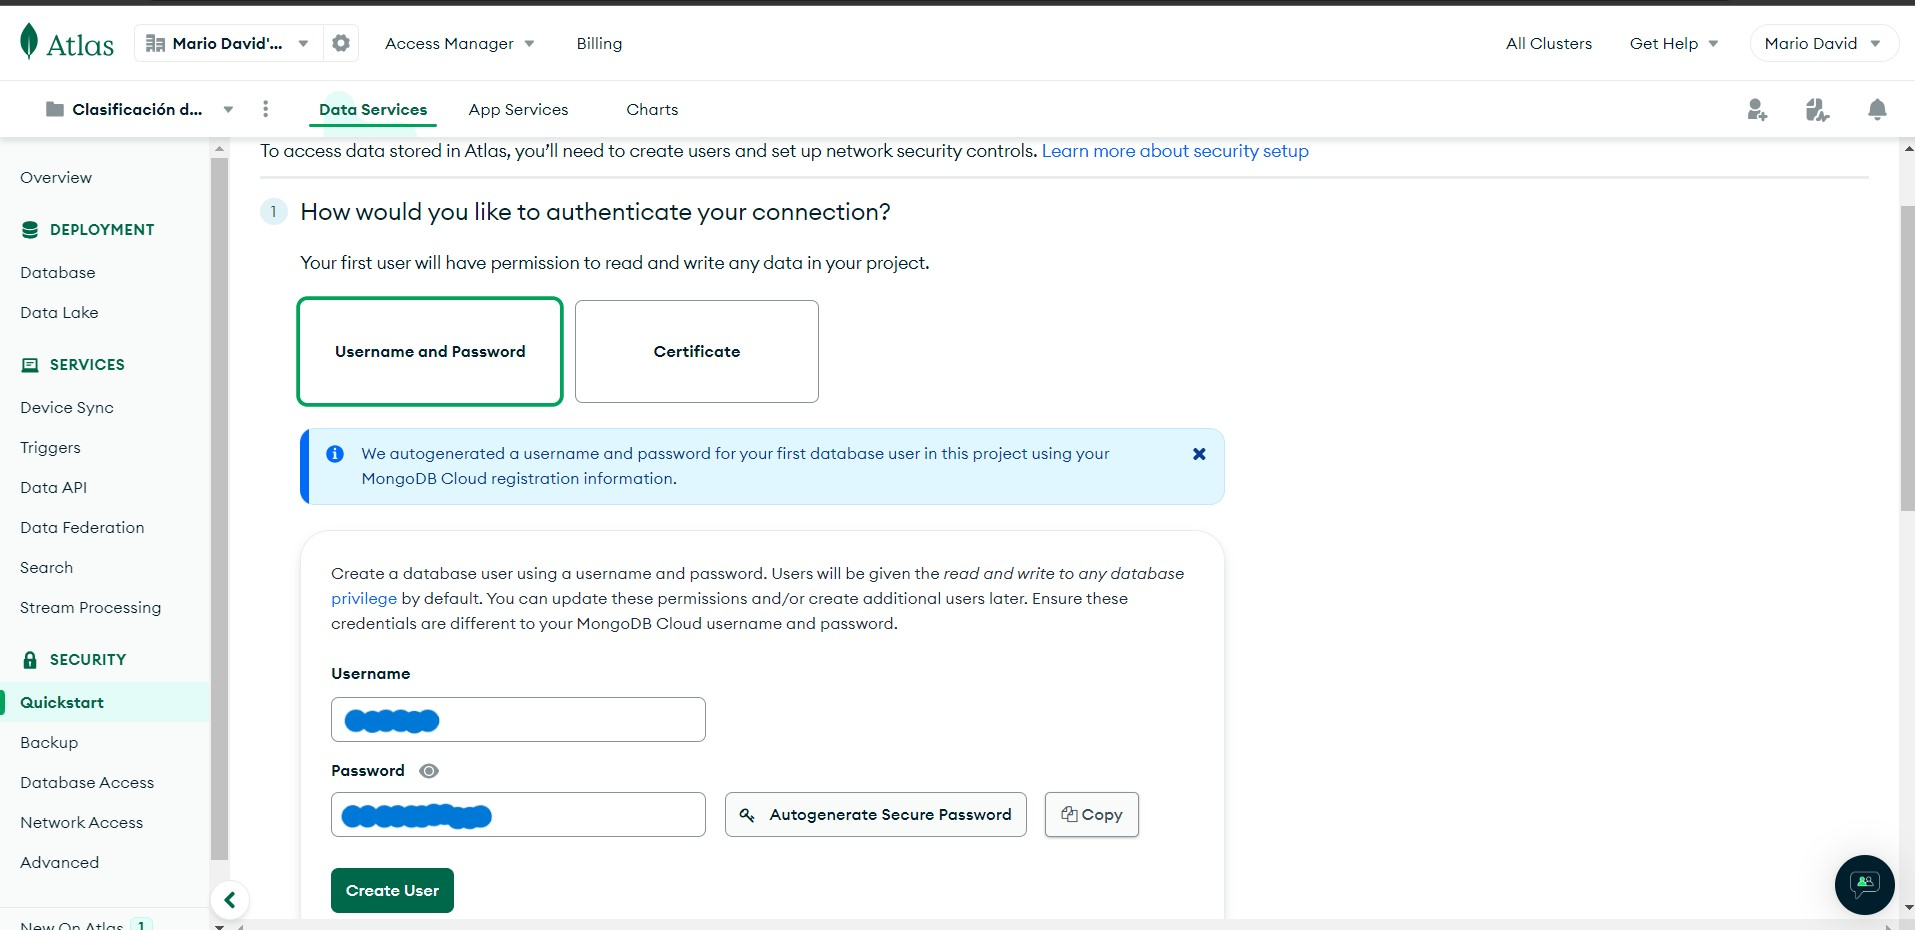 Atlas
Mario David'...
Access Manager
Billing
All Clusters
Get Help
Mario David
Clasificación d...
Data Services
App Services
Charts
Overview
DEPLOYMENT
Database
Data Lake
SERVICES
Device Sync
Triggers
Data API
Data Federation
Search
Stream Processing
SECURITY
Quickstart
Backup
Database Access
Network Access
Advanced
New On Atlas 1
To access data stored in Atlas, you’ll need to create users and set up network security controls. Learn more about security setup
1 How would you like to authenticate your connection?
Your first user will have permission to read and write any data in your project.
Username and Password
Certificate
We autogenerated a username and password for your first database user in this project using your
MongoDB Cloud registration information.
Create a database user using a username and password. Users will be given the read and write to any database
privilege by default. You can update these permissions and/or create additional users later. Ensure these
credentials are different to your MongoDB Cloud username and password.
Username
Password
Autogenerate Secure Password
Copy
Create User